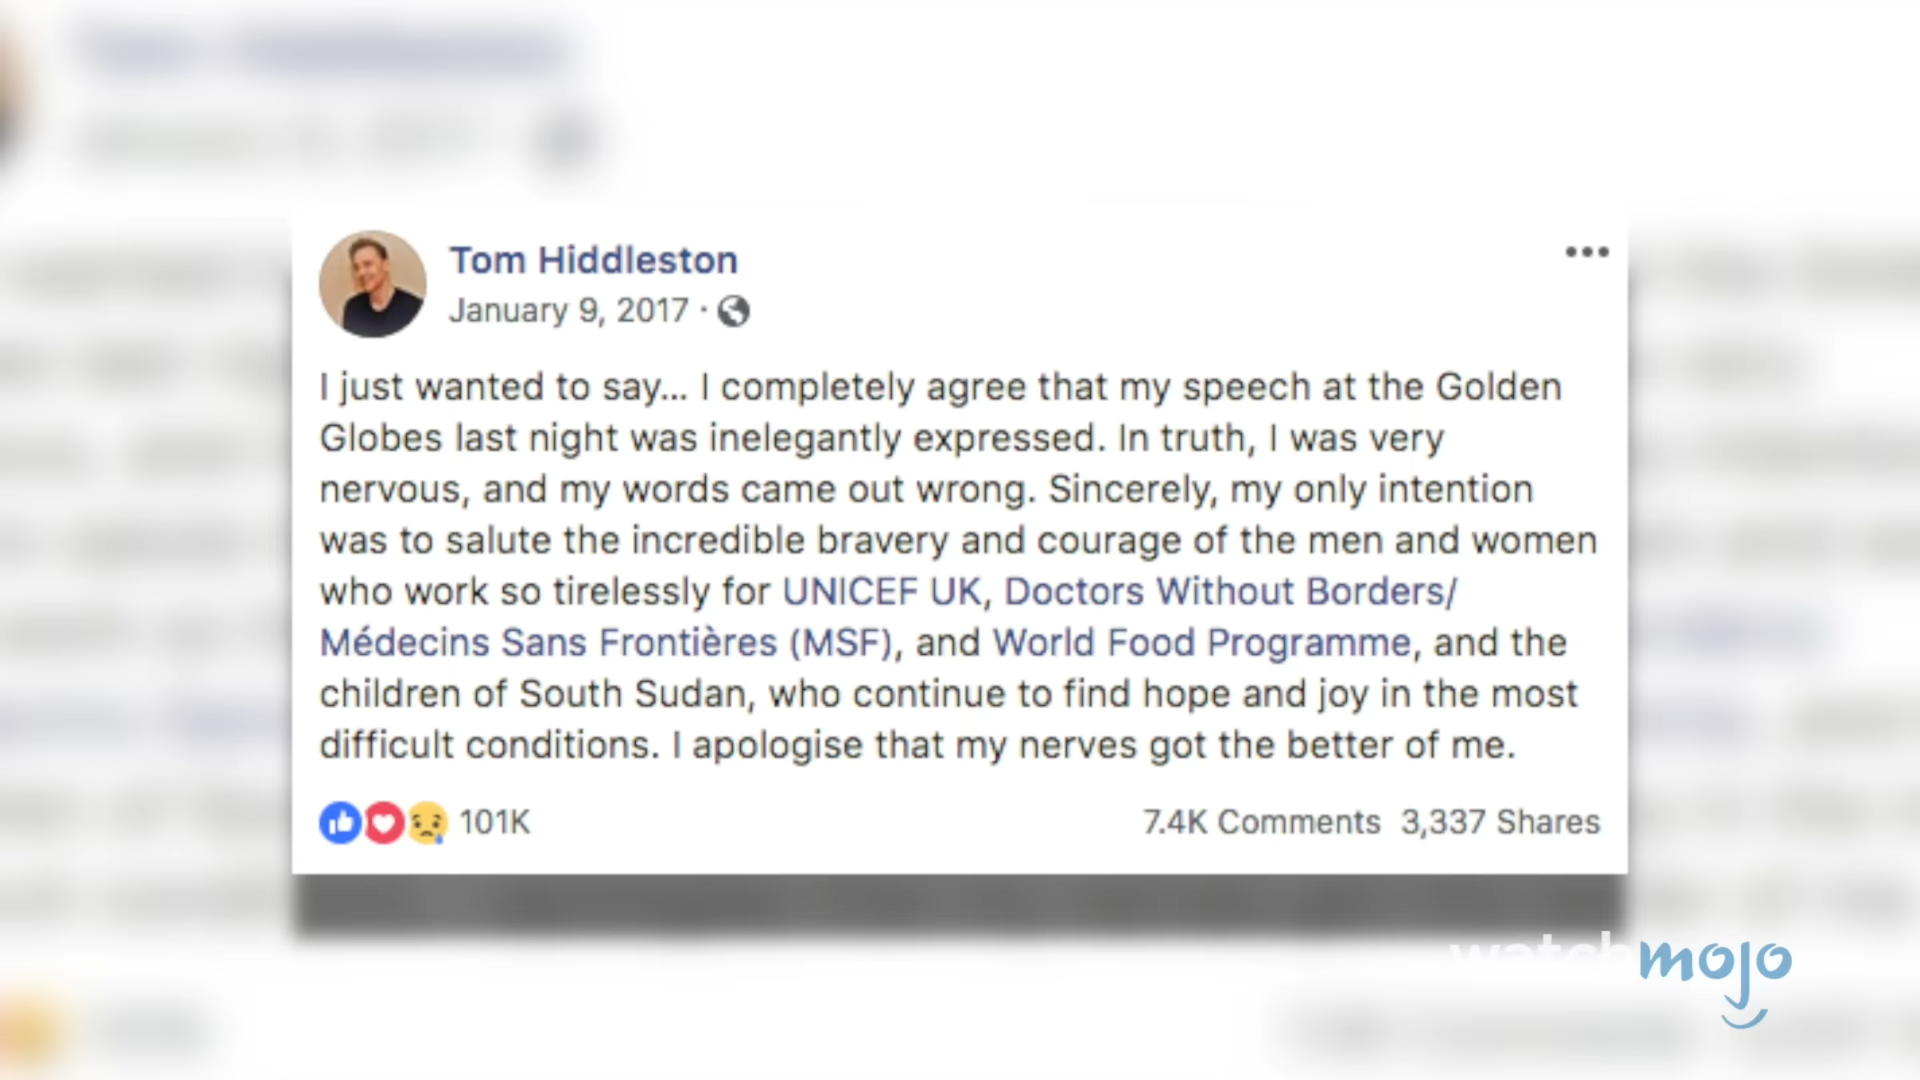 Tom Hiddleston
January 9, 2017 ·
I just wanted to say... I completely agree that my speech at the Golden
Globes last night was inelegantly expressed. In truth, I was very
nervous, and my words came out wrong. Sincerely, my only intention
was to salute the incredible bravery and courage of the men and women
who work so tirelessly for UNICEF UK, Doctors Without Borders/
Médecins Sans Frontières (MSF), and World Food Programme, and the
children of South Sudan, who continue to find hope and joy in the most
difficult conditions. I apologise that my nerves got the better of me.
101K 7.4K Comments 3,337 Shares
watchmojo